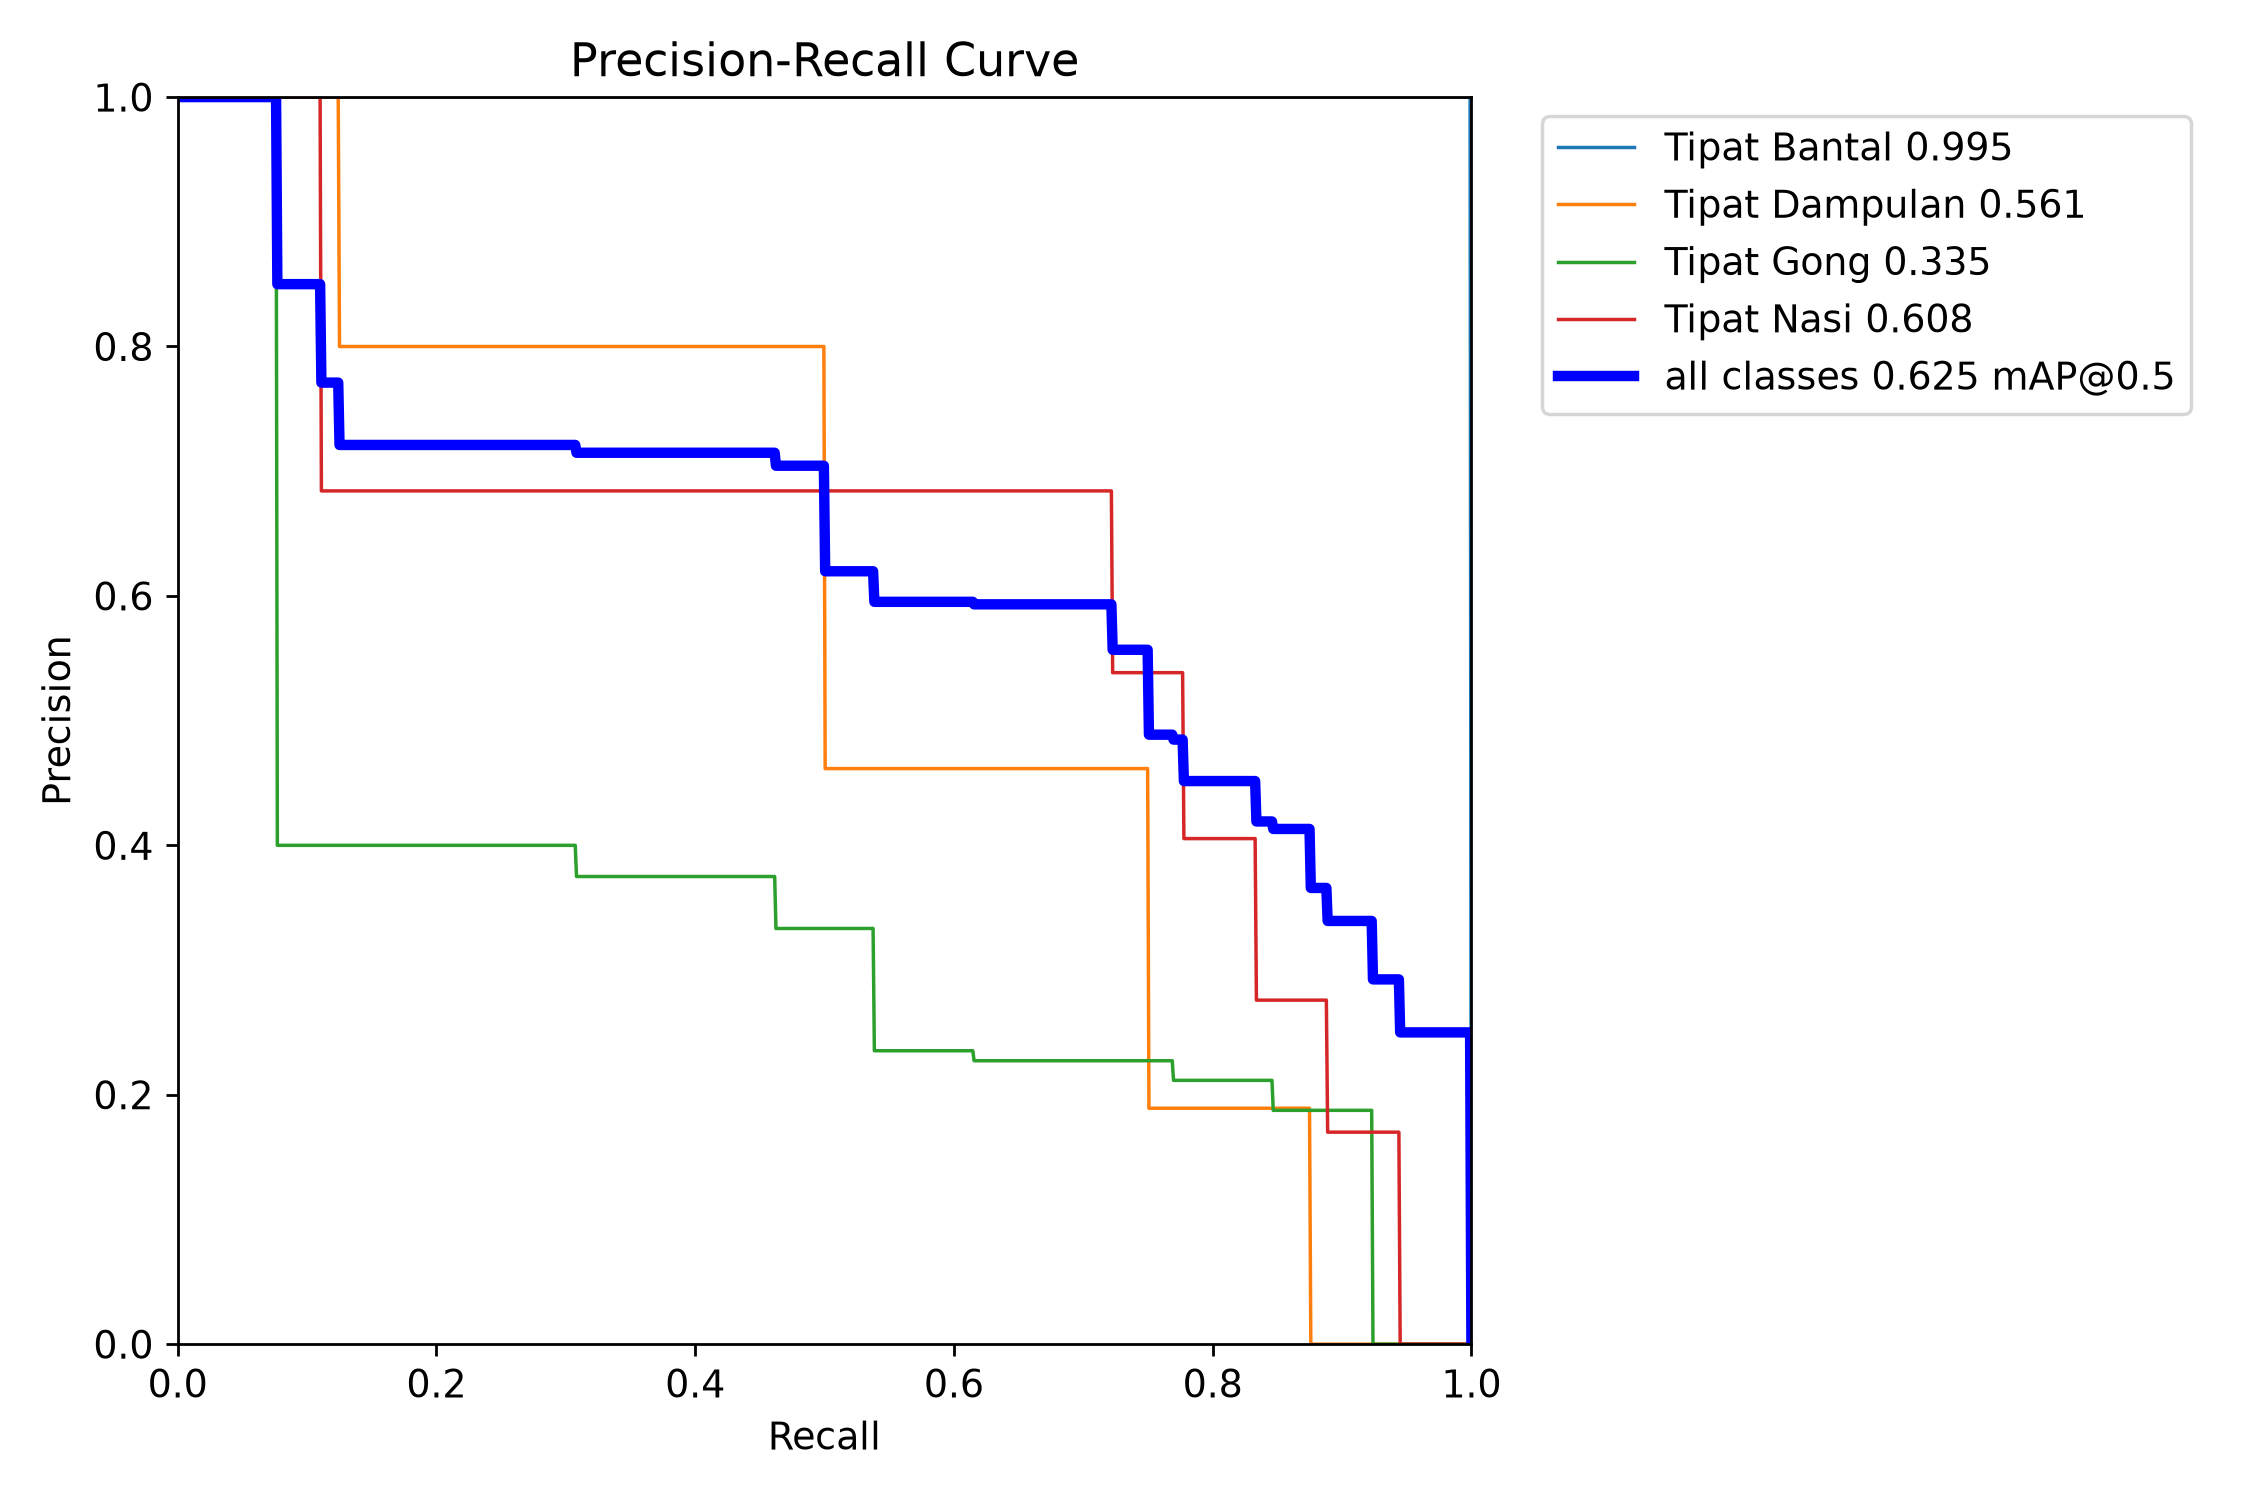 Precision-Recall Curve
1.0
0.8
0.6
0.4
0.2
0.0
Precision
0.0 0.2 0.4 0.6 0.8 1.0
Recall
Tipat Bantal 0.995
Tipat Dampulan 0.561
Tipat Gong 0.335
Tipat Nasi 0.608
all classes 0.625 mAP@0.5